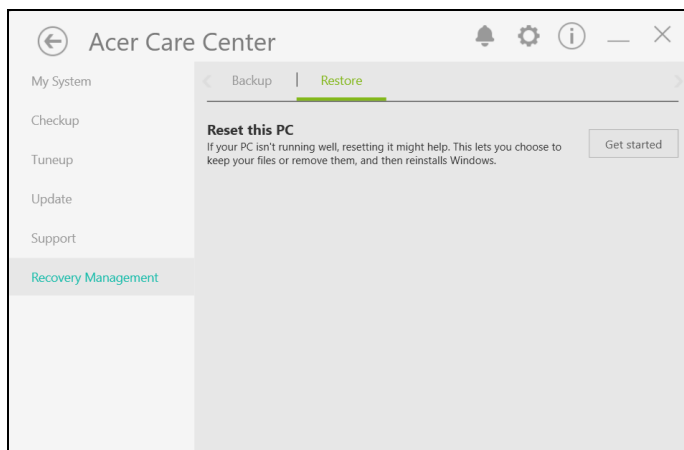 Acer Care Center
My System
Checkup
Tuneup
Update
Support
Recovery Management
Backup | Restore
Reset this PC
If your PC isn't running well, resetting it might help. This lets you choose to
keep your files or remove them, and then reinstalls Windows.
Get started